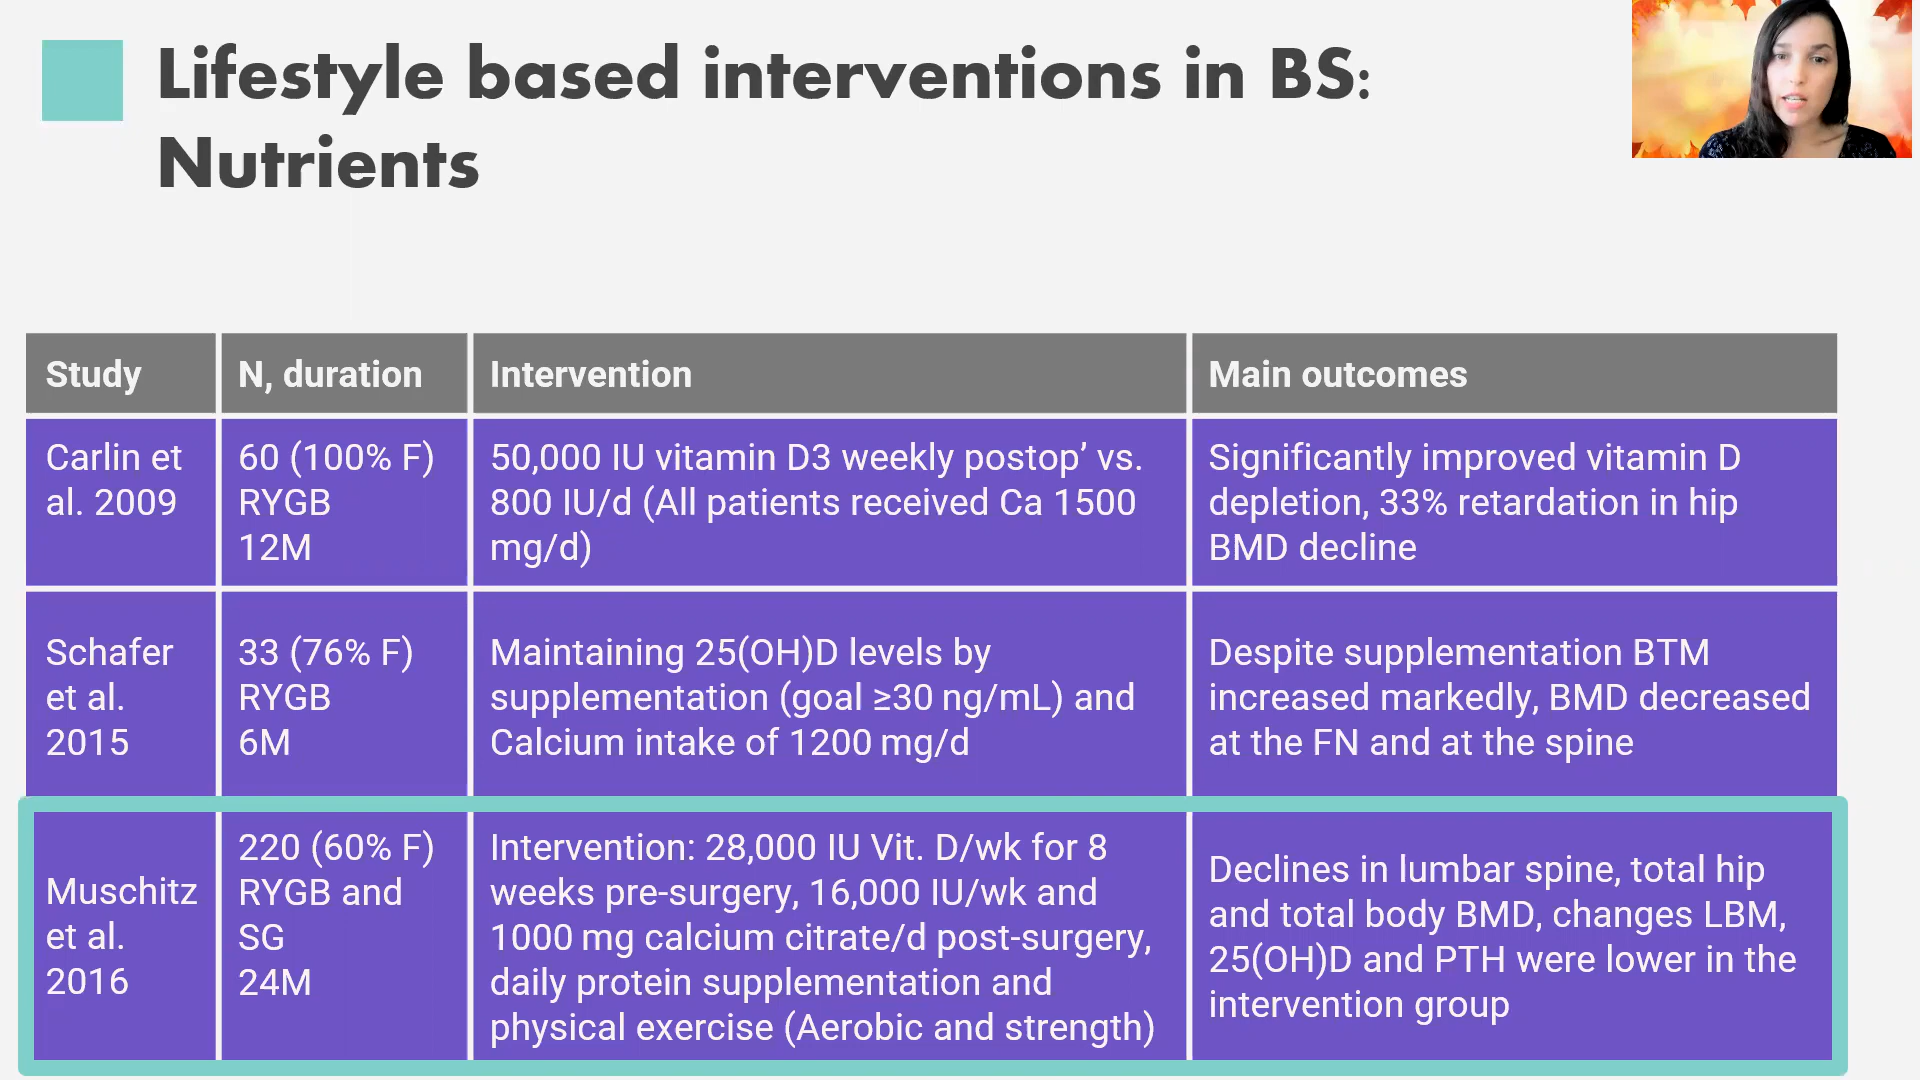 Lifestyle based interventions in BS:
Nutrients
Study
N, duration
Intervention
Main outcomes
Carlin et
al. 2009
60 (100% F)
RYGB
12M
50,000 IU vitamin D3 weekly postop’ vs.
800 IU/d (All patients received Ca 1500
mg/d)
Significantly improved vitamin D
depletion, 33% retardation in hip
BMD decline
Schafer
et al.
2015
33 (76% F)
RYGB
6M
Maintaining 25(OH)D levels by
supplementation (goal ≥30 ng/mL) and
Calcium intake of 1200 mg/d
Despite supplementation BTM
increased markedly, BMD decreased
at the FN and at the spine
Muschitz
et al.
2016
220 (60% F)
RYGB and
SG
24M
Intervention: 28,000 IU Vit. D/wk for 8
weeks pre-surgery, 16,000 IU/wk and
1000 mg calcium citrate/d post-surgery,
daily protein supplementation and
physical exercise (Aerobic and strength)
Declines in lumbar spine, total hip
and total body BMD, changes LBM,
25(OH)D and PTH were lower in the
intervention group